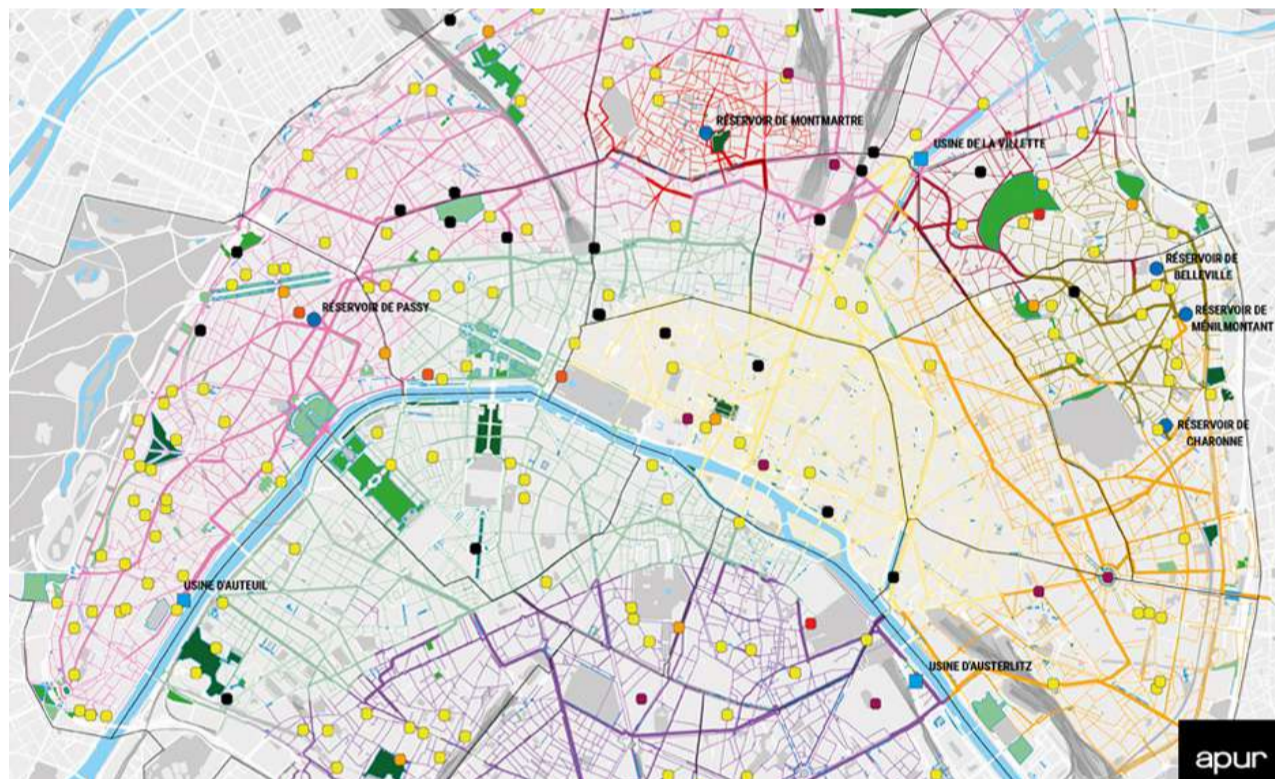 RÉSERVOIR DE MONTMARTRE
USINE DE LA VILLETTE
RÉSERVOIR DE
BELLEVILLE
RÉSERVOIR DE PASSY
RÉSERVOIR DE
MÉNILMONTANT
RÉSERVOIR DE
CHARONNE
USINE D'AUTEUIL
USINE D'AUSTERLITZ
apur